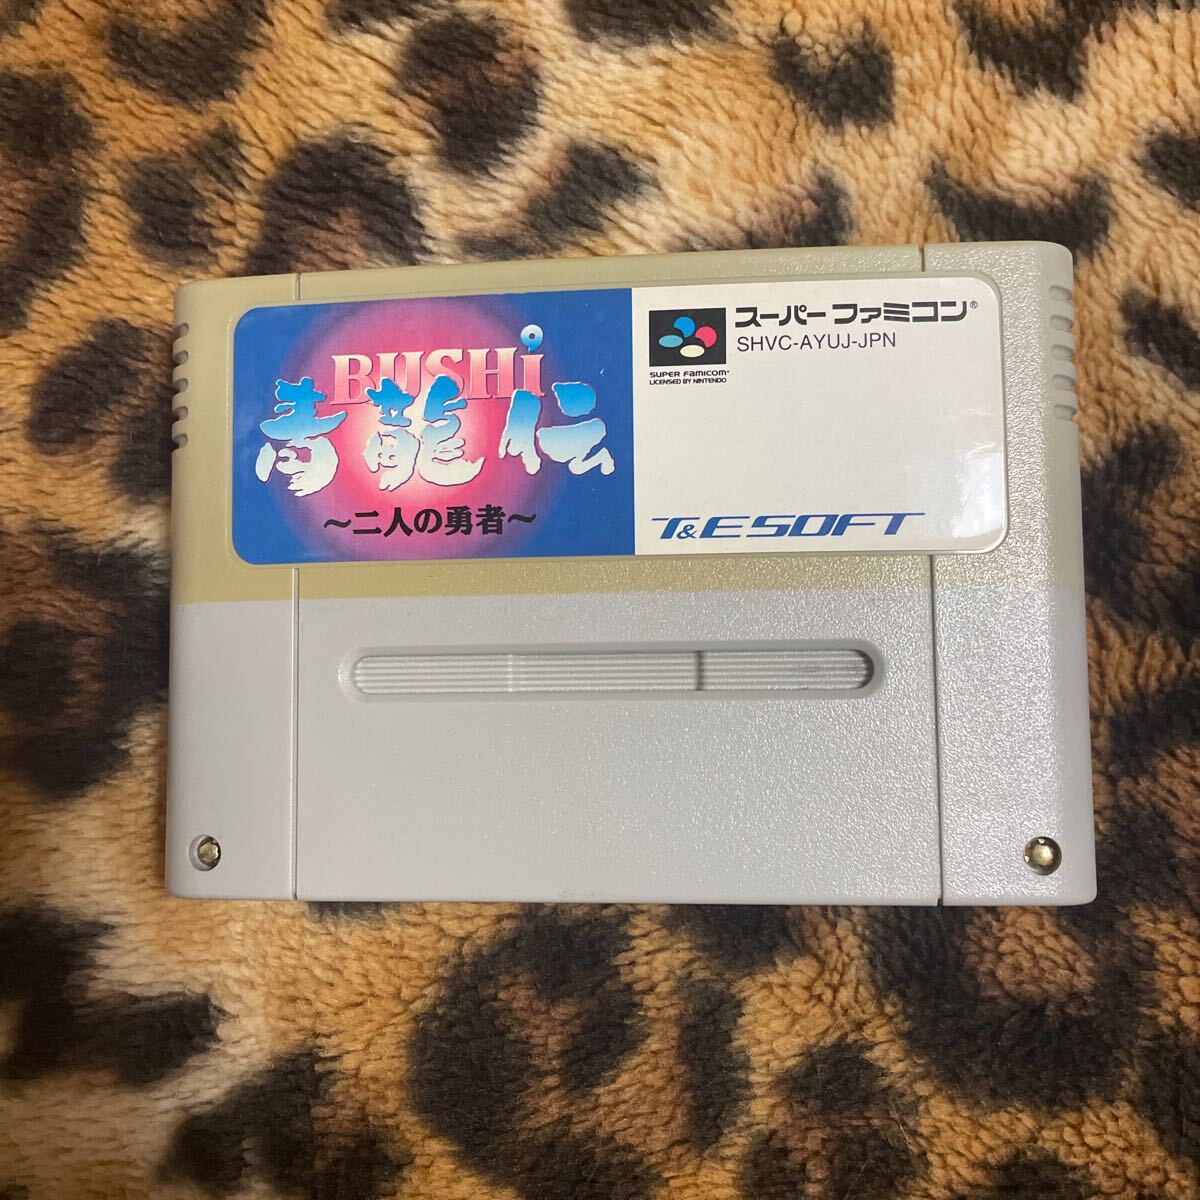 BUSHi
青龍伝
～二人の勇者～
スーパーファミコン®
SHVC-AYUJ-JPN
SUPER FAMICOM
LICENSED BY NINTENDO
T&E SOFT